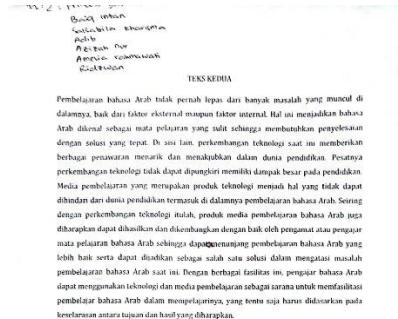 Baiq intan
Salsabila Kharisma
Adib
Azizah nur
Amelia rahmawati
Ridzwan
TEKS KEDUA
Pembelajaran bahasa Arab tidak pernah lepas dari banyak masalah yang muncul di
dalamnya, baik dari faktor eksternal maupun faktor internal. Hal ini menjadikan bahasa
Arab dikenal sebagai mata pelajaran yang sulit sehingga membutuhkan penyelesaian
dengan solusi yang tepat. Di sisi lain, perkembangan teknologi saat ini memberikan
berbagai penawaran menarik dan menakjubkan dalam dunia pendidikan. Pesatnya
perkembangan teknologi tidak dapat dipungkiri memiliki dampak besar pada pendidikan.
Media pembelajaran yang merupakan produk teknologi menjadi hal yang tidak dapat
dihindari dari dunia pendidikan termasuk di dalamnya pembelajaran bahasa Arab. Seiring
dengan perkembangan teknologi itulah, produk media pembelajaran bahasa Arab juga
diharapkan dapat dihasilkan dan dikembangkan dengan baik oleh pengamat atau pengajar
mata pelajaran bahasa Arab sehingga dapat menunjang pembelajaran bahasa Arab yang
lebih baik serta dapat dijadikan sebagai salah satu solusi dalam mengatasi masalah
pembelajaran bahasa Arab saat ini. Dengan berbagai fasilitas ini, pengajar bahasa Arab
dapat menggunakan teknologi dan media pembelajaran sebagai sarana untuk memfasilitasi
pembelajar bahasa Arab dalam mempelajarinya, yang tentu saja harus didasarkan pada
keselarasan antara tujuan dan hasil yang diharapkan.